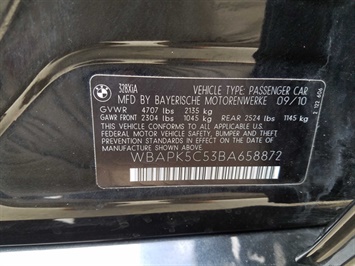 328XiA VEHICLE TYPE: PASSENGER CAR
MFD BY BAYERISCHE MOTORENWERKE 09/10
GVWR 4707 lbs 2135 kg
GAWR FRONT 2304 lbs 1045 kg REAR 2524 lbs 1145 kg
THIS VEHICLE CONFORMS TO ALL APPLICABLE
FEDERAL MOTOR VEHICLE SAFETY, BUMPER, AND
THEFT PREVENTION STANDARDS IN EFFECT ON THE
DATE OF MANUFACTURE SHOWN ABOVE.
WBAPK5C53BA658872